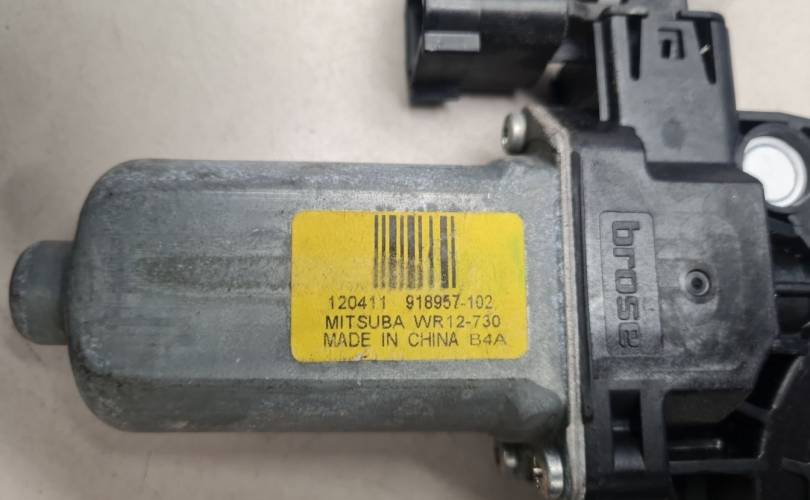 120411 918957-102
MITSUBA WR12-730
MADE IN CHINA B4A
brose